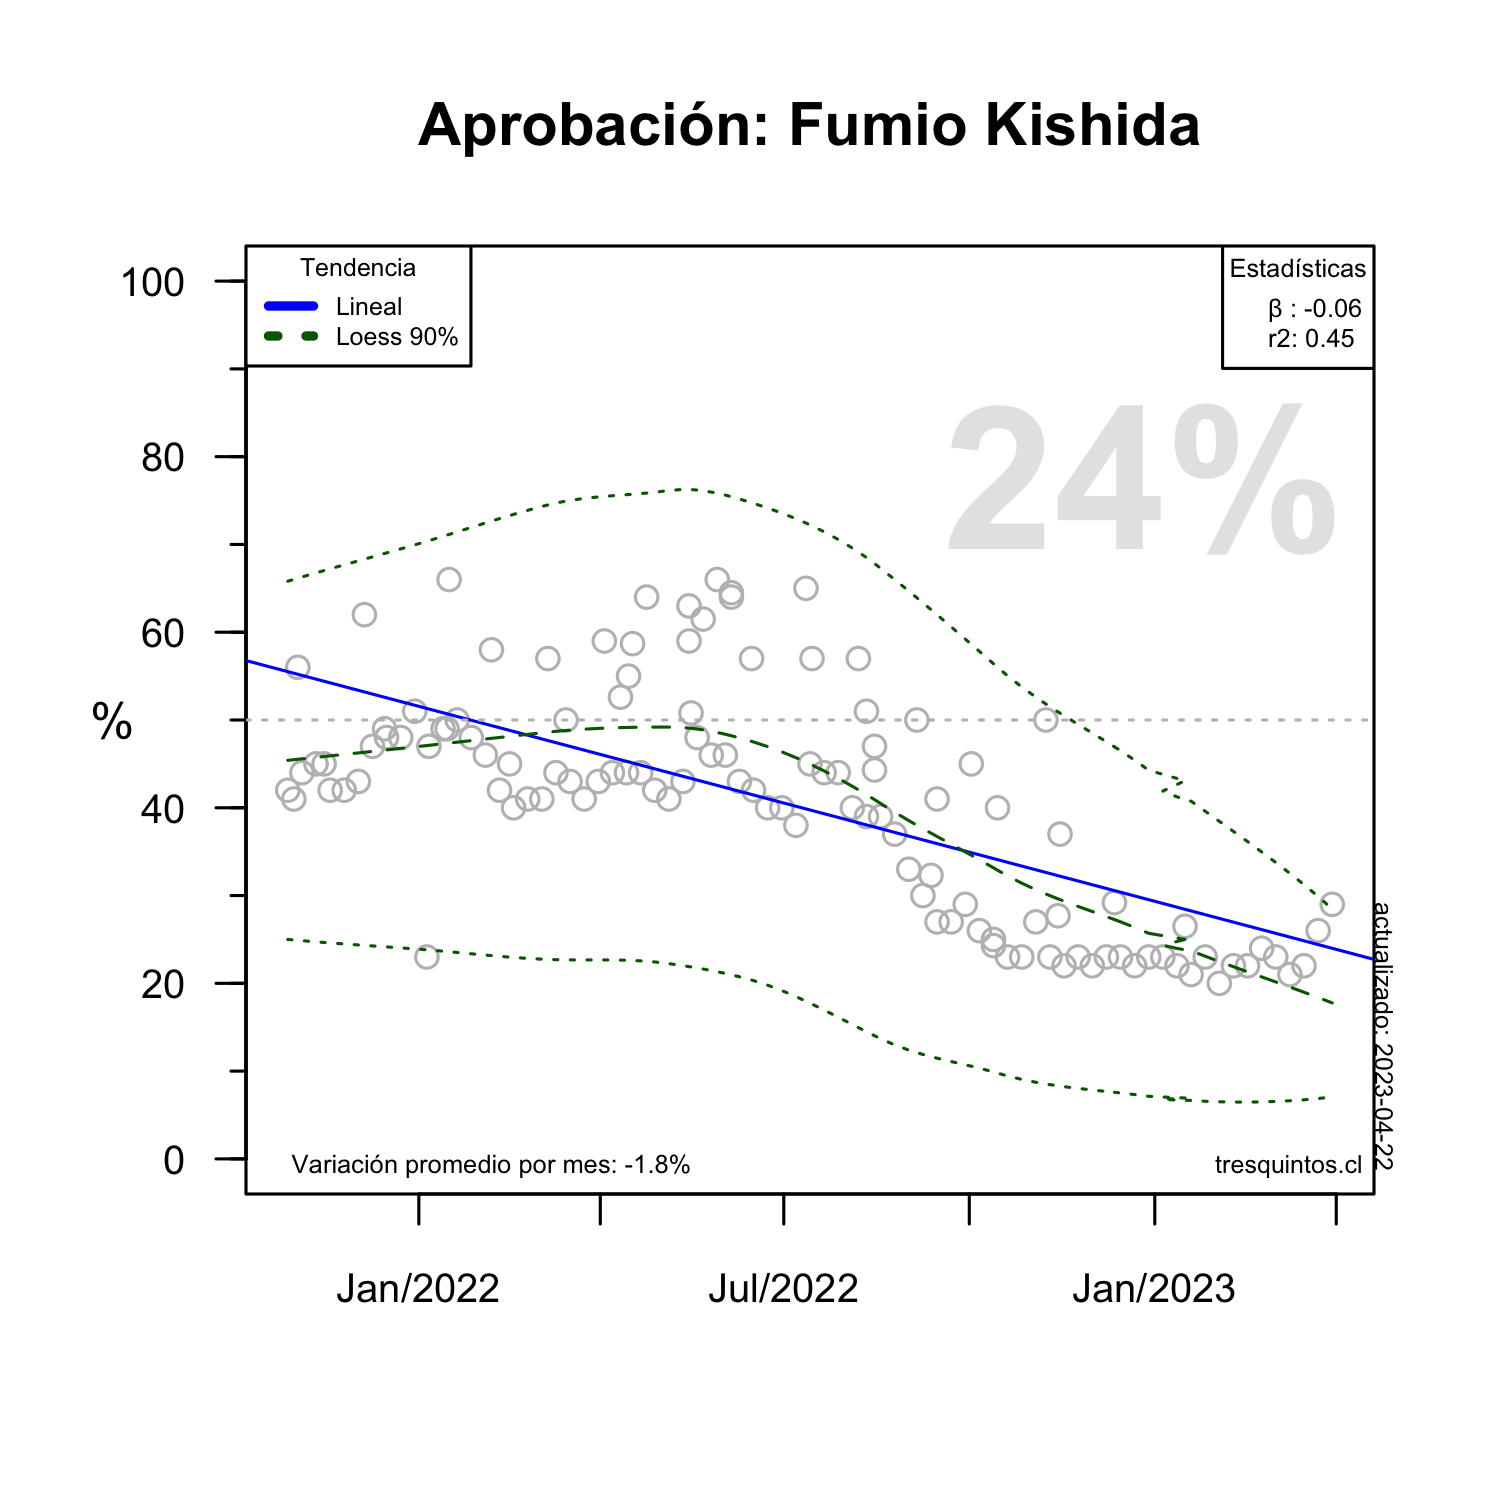 Aprobación: Fumio Kishida
Tendencia
Lineal
Loess 90%
Estadísticas
β : -0.06
r2: 0.45
24%
100
80
60
40
20
0
%
Variación promedio por mes: -1.8%
tresquintos.cl
actualizado: 2023-04-22
Jan/2022
Jul/2022
Jan/2023